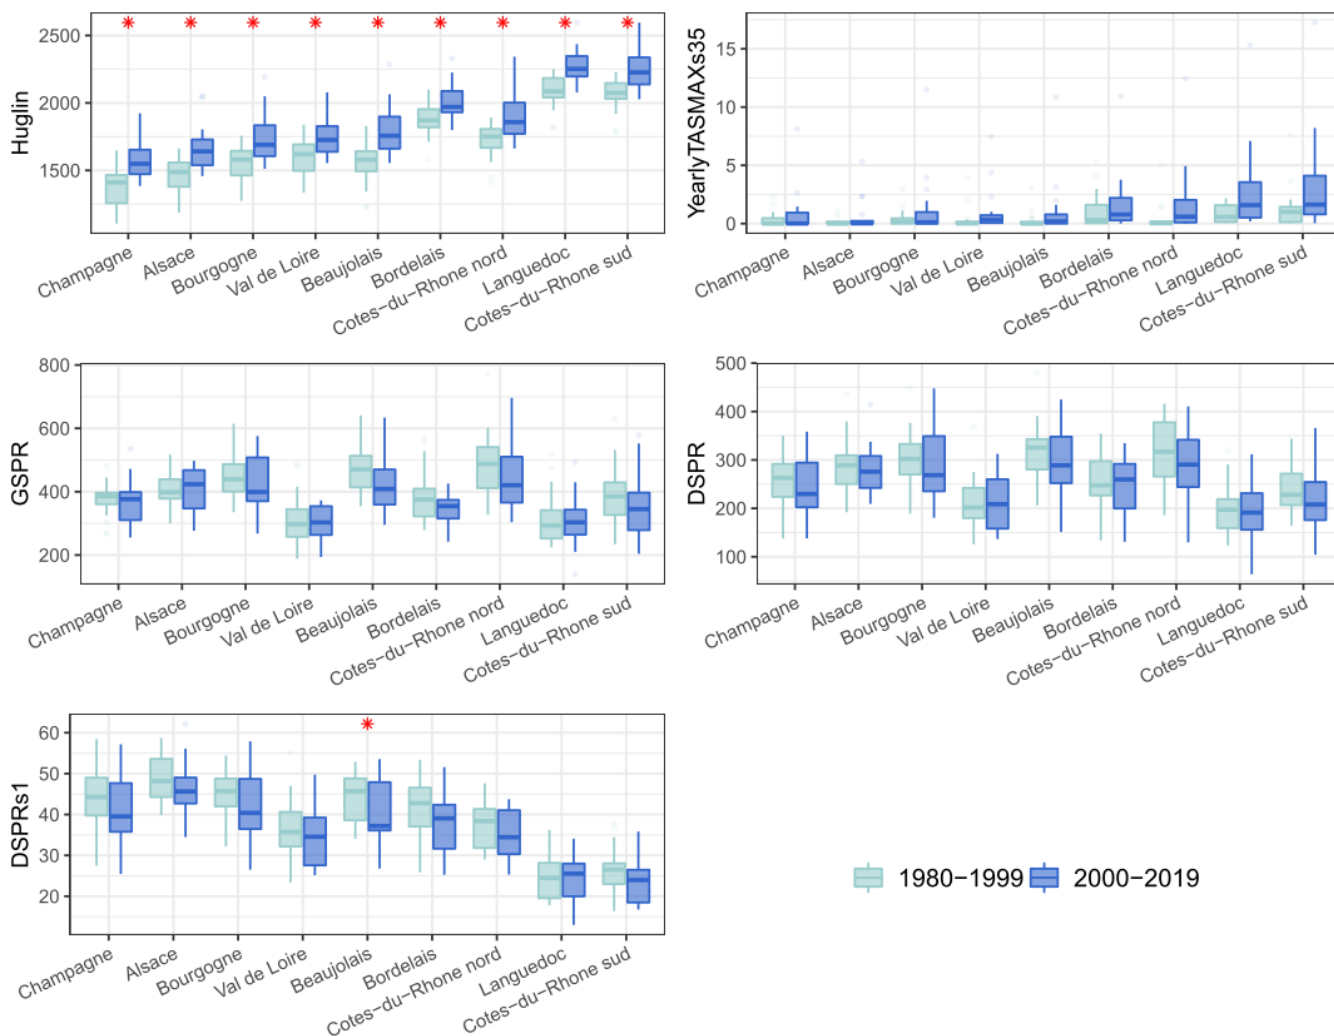 * * * * * * * * *
Huglin
2500
2000
1500
Champagne
Alsace
Bourgogne
Val de Loire
Beaujolais
Bordelais
Cotes-du-Rhone nord
Languedoc
Cotes-du-Rhone sud
YearlyTASMAXs35
15
10
5
0
Champagne
Alsace
Bourgogne
Val de Loire
Beaujolais
Bordelais
Cotes-du-Rhone nord
Languedoc
Cotes-du-Rhone sud
GSPR
800
600
400
200
Champagne
Alsace
Bourgogne
Val de Loire
Beaujolais
Bordelais
Cotes-du-Rhone nord
Languedoc
Cotes-du-Rhone sud
DSPR
500
400
300
200
100
Champagne
Alsace
Bourgogne
Val de Loire
Beaujolais
Bordelais
Cotes-du-Rhone nord
Languedoc
Cotes-du-Rhone sud
*
DSPRs1
60
50
40
30
20
Champagne
Alsace
Bourgogne
Val de Loire
Beaujolais
Bordelais
Cotes-du-Rhone nord
Languedoc
Cotes-du-Rhone sud
1980-1999 2000-2019